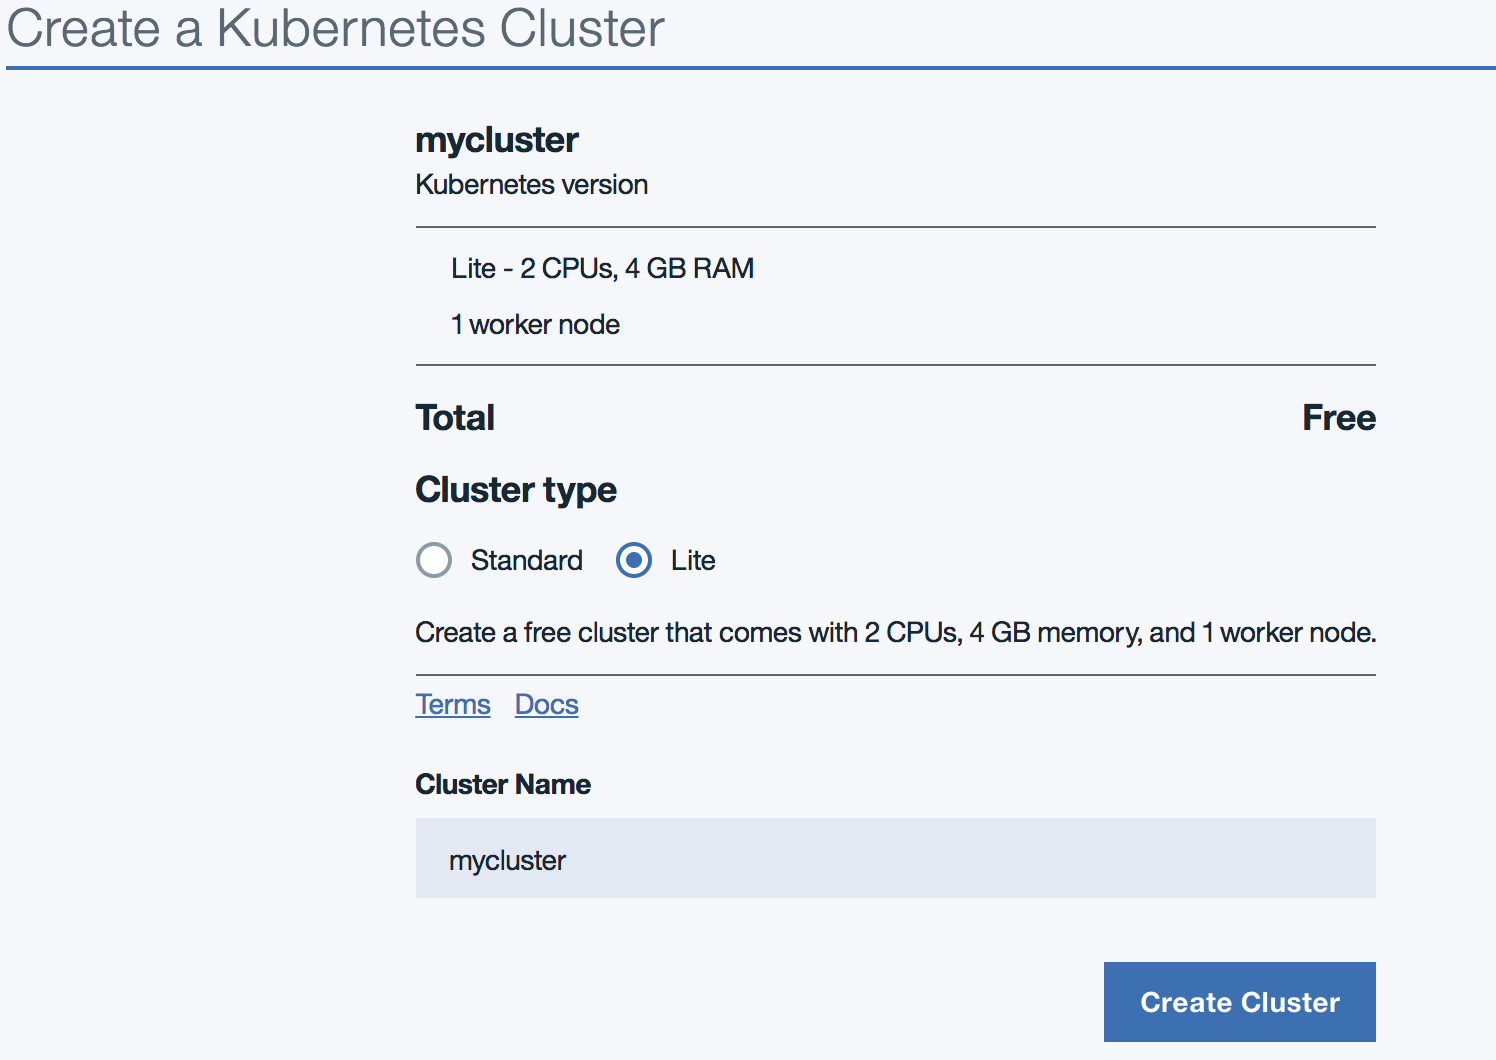 Create a Kubernetes Cluster
mycluster
Kubernetes version
Lite - 2 CPUs, 4 GB RAM
1 worker node
Total Free
Cluster type
Standard Lite
Create a free cluster that comes with 2 CPUs, 4 GB memory, and 1 worker node.
Terms Docs
Cluster Name
mycluster
Create Cluster